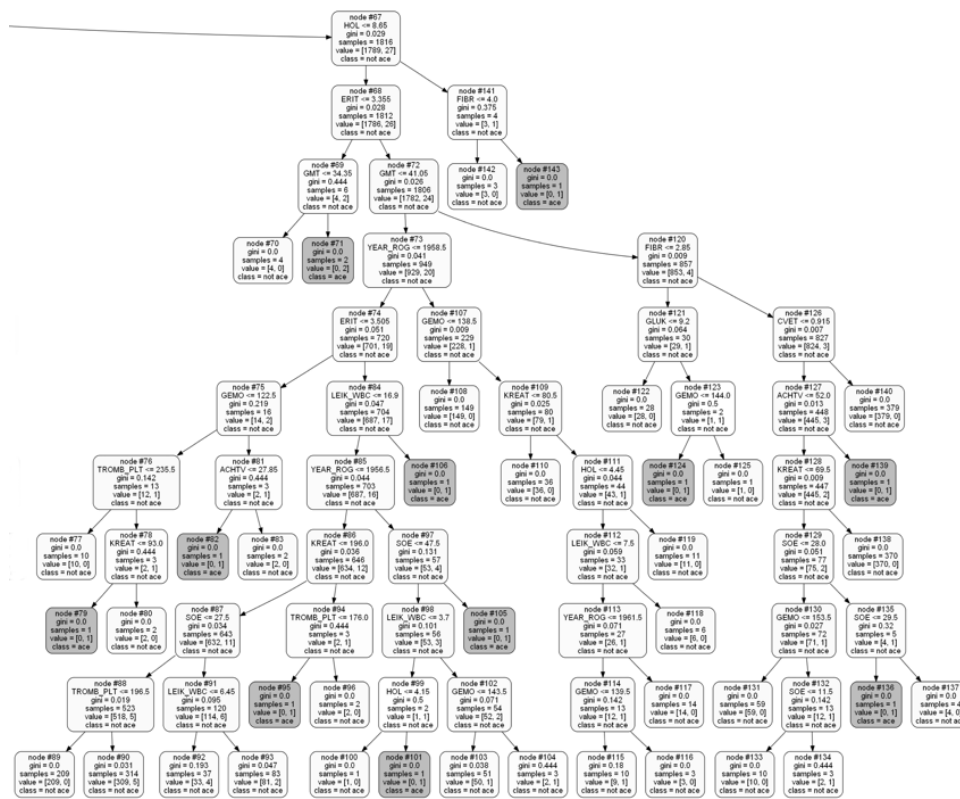 node #67
HOL <= 8.65
gini = 0.029
samples = 1816
value = [1789, 27]
class = not ace
node #68
ERIT <= 3.355
gini = 0.028
samples = 1812
value = [1786, 26]
class = not ace
node #141
FIBR <= 4.0
gini = 0.375
samples = 4
value = [3, 1]
class = not ace
node #69
GMT <= 34.35
gini = 0.444
samples = 6
value = [4, 2]
class = not ace
node #72
GMT <= 41.05
gini = 0.026
samples = 1806
value = [1782, 24]
class = not ace
node #142
gini = 0.0
samples = 3
value = [3, 0]
class = not ace
node #143
gini = 0.0
samples = 1
value = [0, 1]
class = ace
node #70
gini = 0.0
samples = 4
value = [4, 0]
class = not ace
node #71
gini = 0.0
samples = 2
value = [0, 2]
class = ace
node #73
YEAR_ROG <= 1958.5
gini = 0.041
samples = 949
value = [929, 20]
class = not ace
node #120
FIBR <= 2.85
gini = 0.009
samples = 857
value = [853, 4]
class = not ace
node #74
ERIT <= 3.505
gini = 0.051
samples = 720
value = [701, 19]
class = not ace
node #107
GEMO <= 138.5
gini = 0.009
samples = 229
value = [228, 1]
class = not ace
node #121
GLUK <= 9.2
gini = 0.064
samples = 30
value = [29, 1]
class = not ace
node #126
CVET <= 0.915
gini = 0.007
samples = 827
value = [824, 3]
class = not ace
node #75
GEMO <= 122.5
gini = 0.219
samples = 16
value = [14, 2]
class = not ace
node #84
LEIK_WBC <= 16.9
gini = 0.047
samples = 704
value = [687, 17]
class = not ace
node #108
gini = 0.0
samples = 149
value = [149, 0]
class = not ace
node #109
KREAT <= 80.5
gini = 0.025
samples = 80
value = [79, 1]
class = not ace
node #122
gini = 0.0
samples = 28
value = [28, 0]
class = not ace
node #123
GEMO <= 144.0
gini = 0.5
samples = 2
value = [1, 1]
class = not ace
node #127
ACHTV <= 52.0
gini = 0.013
samples = 448
value = [445, 3]
class = not ace
node #140
gini = 0.0
samples = 379
value = [379, 0]
class = not ace
node #76
TROMB_PLT <= 235.5
gini = 0.142
samples = 13
value = [12, 1]
class = not ace
node #81
ACHTV <= 27.85
gini = 0.444
samples = 3
value = [2, 1]
class = not ace
node #85
YEAR_ROG <= 1956.5
gini = 0.044
samples = 703
value = [687, 16]
class = not ace
node #106
gini = 0.0
samples = 1
value = [0, 1]
class = ace
node #110
gini = 0.0
samples = 36
value = [36, 0]
class = not ace
node #111
HOL <= 4.45
gini = 0.044
samples = 44
value = [43, 1]
class = not ace
node #124
gini = 0.0
samples = 1
value = [0, 1]
class = ace
node #125
gini = 0.0
samples = 1
value = [1, 0]
class = not ace
node #128
KREAT <= 69.5
gini = 0.009
samples = 447
value = [445, 2]
class = not ace
node #139
gini = 0.0
samples = 1
value = [0, 1]
class = ace
node #77
gini = 0.0
samples = 10
value = [10, 0]
class = not ace
node #78
KREAT <= 93.0
gini = 0.444
samples = 3
value = [2, 1]
class = not ace
node #82
gini = 0.0
samples = 1
value = [0, 1]
class = ace
node #83
gini = 0.0
samples = 2
value = [2, 0]
class = not ace
node #86
KREAT <= 196.0
gini = 0.036
samples = 646
value = [634, 12]
class = not ace
node #97
SOE <= 47.5
gini = 0.131
samples = 57
value = [53, 4]
class = not ace
node #112
LEIK_WBC <= 7.5
gini = 0.059
samples = 33
value = [32, 1]
class = not ace
node #119
gini = 0.0
samples = 11
value = [11, 0]
class = not ace
node #129
SOE <= 28.0
gini = 0.051
samples = 77
value = [75, 2]
class = not ace
node #138
gini = 0.0
samples = 370
value = [370, 0]
class = not ace
node #79
gini = 0.0
samples = 1
value = [0, 1]
class = ace
node #80
gini = 0.0
samples = 2
value = [2, 0]
class = not ace
node #87
SOE <= 27.5
gini = 0.034
samples = 643
value = [632, 11]
class = not ace
node #94
TROMB_PLT <= 176.0
gini = 0.444
samples = 3
value = [2, 1]
class = not ace
node #98
LEIK_WBC <= 3.7
gini = 0.101
samples = 56
value = [53, 3]
class = not ace
node #105
gini = 0.0
samples = 1
value = [0, 1]
class = ace
node #113
YEAR_ROG <= 1961.5
gini = 0.071
samples = 27
value = [26, 1]
class = not ace
node #118
gini = 0.0
samples = 6
value = [6, 0]
class = not ace
node #130
GEMO <= 153.5
gini = 0.027
samples = 72
value = [71, 1]
class = not ace
node #135
SOE <= 29.5
gini = 0.32
samples = 5
value = [4, 1]
class = not ace
node #88
TROMB_PLT <= 196.5
gini = 0.019
samples = 523
value = [518, 5]
class = not ace
node #91
LEIK_WBC <= 6.45
gini = 0.095
samples = 120
value = [114, 6]
class = not ace
node #95
gini = 0.0
samples = 1
value = [0, 1]
class = ace
node #96
gini = 0.0
samples = 2
value = [2, 0]
class = not ace
node #99
HOL <= 4.15
gini = 0.5
samples = 2
value = [1, 1]
class = not ace
node #102
GEMO <= 143.5
gini = 0.071
samples = 54
value = [52, 2]
class = not ace
node #114
GEMO <= 139.5
gini = 0.142
samples = 13
value = [12, 1]
class = not ace
node #117
gini = 0.0
samples = 14
value = [14, 0]
class = not ace
node #131
gini = 0.0
samples = 59
value = [59, 0]
class = not ace
node #132
SOE <= 11.5
gini = 0.142
samples = 13
value = [12, 1]
class = not ace
node #136
gini = 0.0
samples = 1
value = [0, 1]
class = ace
node #137
gini = 0.0
samples = 4
value = [4, 0]
class = not ace
node #89
gini = 0.0
samples = 209
value = [209, 0]
class = not ace
node #90
gini = 0.031
samples = 314
value = [309, 5]
class = not ace
node #92
gini = 0.193
samples = 37
value = [33, 4]
class = not ace
node #93
gini = 0.047
samples = 83
value = [81, 2]
class = not ace
node #100
gini = 0.0
samples = 1
value = [1, 0]
class = not ace
node #101
gini = 0.0
samples = 1
value = [0, 1]
class = ace
node #103
gini = 0.038
samples = 51
value = [50, 1]
class = not ace
node #104
gini = 0.444
samples = 3
value = [2, 1]
class = not ace
node #115
gini = 0.18
samples = 10
value = [9, 1]
class = not ace
node #116
gini = 0.0
samples = 3
value = [3, 0]
class = not ace
node #133
gini = 0.0
samples = 10
value = [10, 0]
class = not ace
node #134
gini = 0.444
samples = 3
value = [2, 1]
class = not ace